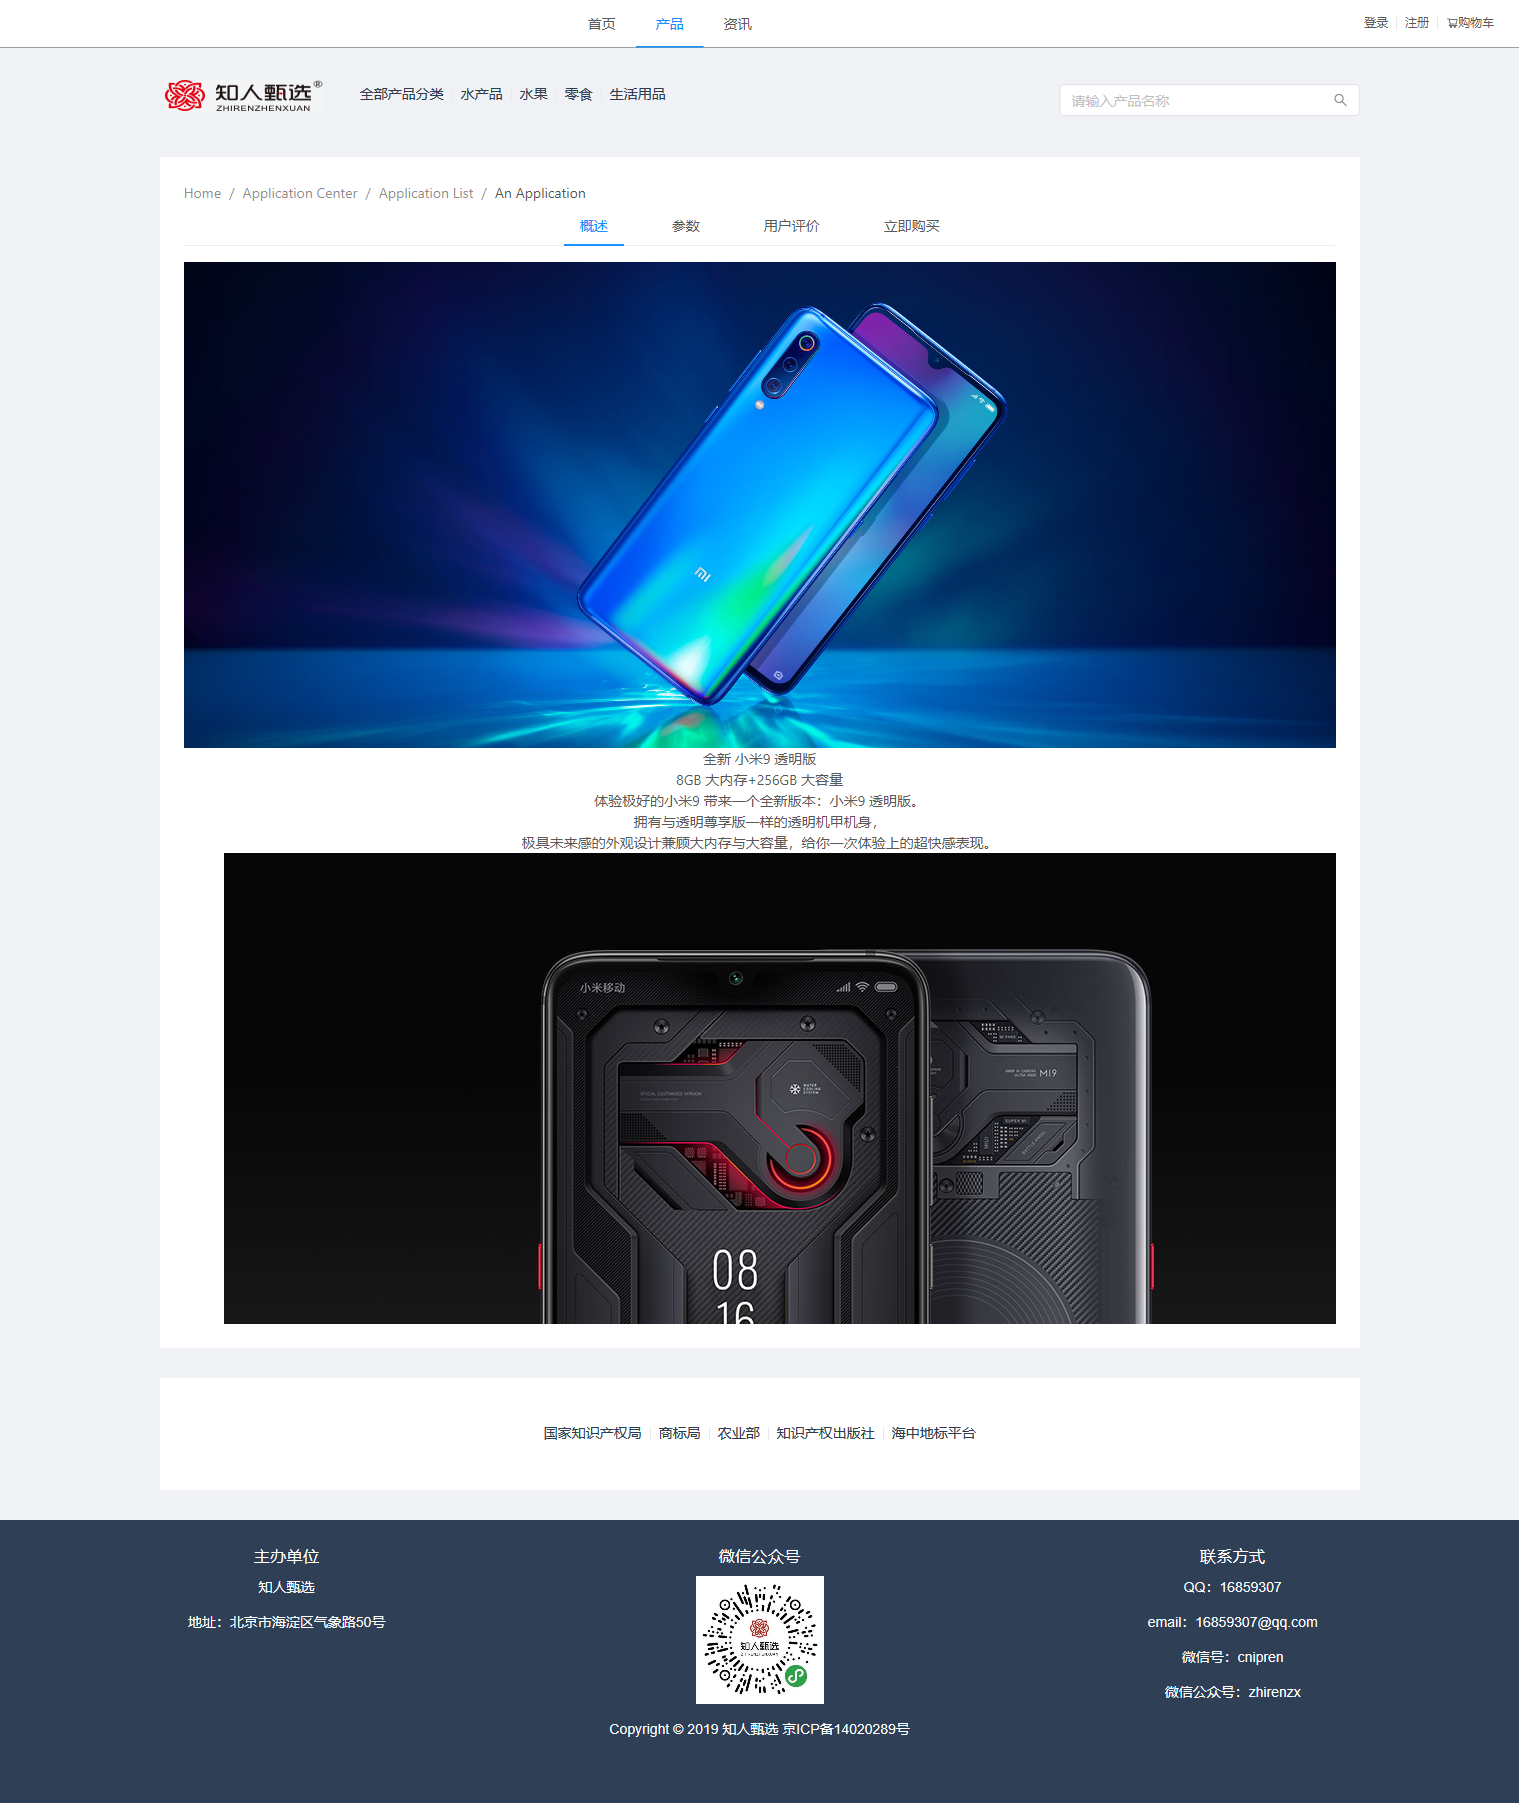 首页 产品 资讯 登录 注册 购物车
知人甄选® 全部产品分类 水产品 水果 零食 生活用品
ZHIRENZHENXUAN
请输入产品名称
Home / Application Center / Application List / An Application
概述 参数 用户评价 立即购买
全新 小米9 透明版
8GB 大内存+256GB 大容量
体验极好的小米9 带来一个全新版本：小米9 透明版。
拥有与透明尊享版一样的透明机甲机身，
极具未来感的外观设计兼顾大内存与大容量，给你一次体验上的超快感表现。
小米移动
MI9
SPECIAL CUSTOMIZED VERSION
WATER
COOLING
SYSTEM
SUPER MI
MIUI
08
16
国家知识产权局 商标局 农业部 知识产权出版社 海中地标平台
主办单位
知人甄选
地址：北京市海淀区气象路50号
微信公众号
知人甄选
ZHIRENZHENXUAN
联系方式
QQ：16859307
email：16859307@qq.com
微信号：cnipren
微信公众号：zhirenzx
Copyright © 2019 知人甄选 京ICP备14020289号